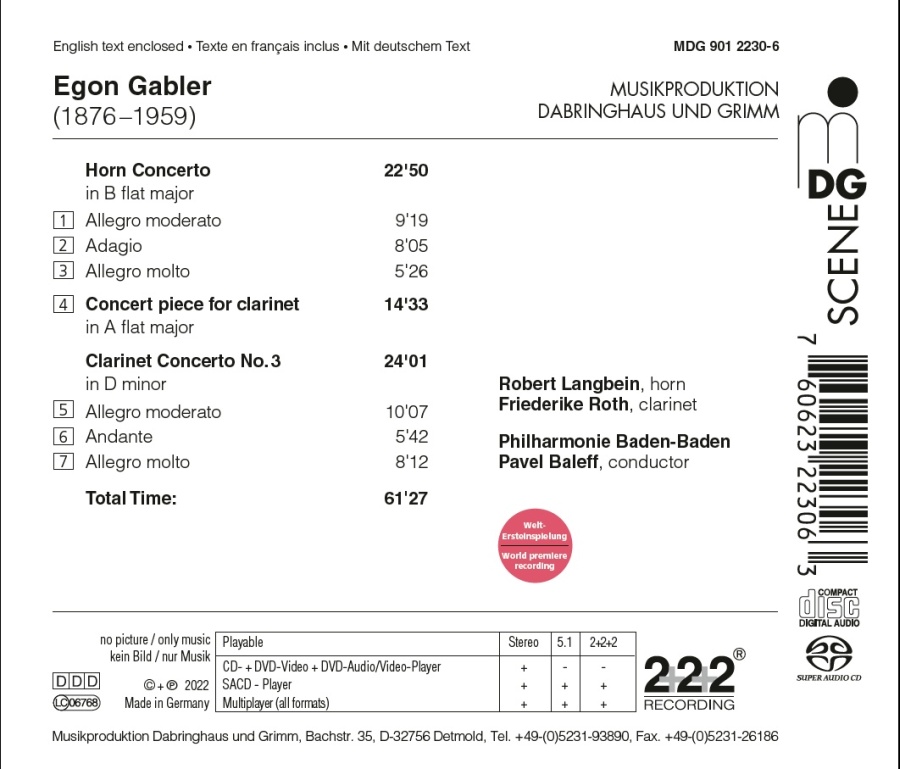 English text enclosed • Texte en français inclus • Mit deutschem Text
MDG 901 2230-6
Egon Gabler
(1876–1959)
MUSIKPRODUKTION
DABRINGHAUS UND GRIMM
Horn Concerto 22'50
in B flat major
1 Allegro moderato 9'19
2 Adagio 8'05
3 Allegro molto 5'26
4 Concert piece for clarinet 14'33
in A flat major
Clarinet Concerto No. 3 24'01
in D minor
5 Allegro moderato 10'07
6 Andante 5'42
7 Allegro molto 8'12
Total Time: 61'27
Robert Langbein, horn
Friederike Roth, clarinet
Philharmonie Baden-Baden
Pavel Baleff, conductor
Welt-
Ersteinspielung
World premiere
recording
DG
SCENE
7 60623 22306 3
COMPACT
disc
DIGITAL AUDIO
SUPER AUDIO CD
no picture / only music
kein Bild / nur Musik
DDD
LC 06768
©+℗ 2022
Made in Germany
Playable Stereo 5.1 2+2+2
CD- + DVD-Video + DVD-Audio/Video-Player + - -
SACD - Player + + +
Multiplayer (all formats) + + +
2+2+2®
RECORDING
Musikproduktion Dabringhaus und Grimm, Bachstr. 35, D-32756 Detmold, Tel. +49-(0)5231-93890, Fax. +49-(0)5231-26186